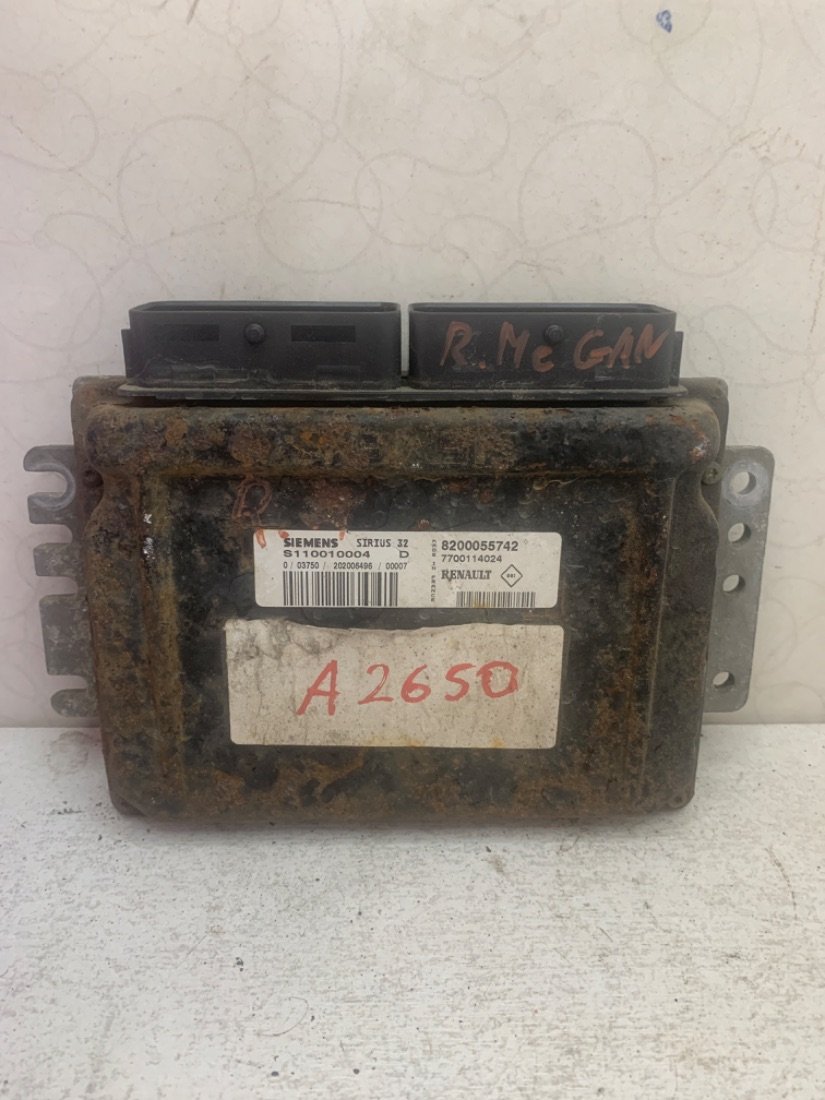 R.MeGAN
SIEMENS SIRIUS 32
S110010004 D
0 / 03750 / 202006496 / 00007
8200055742
7700114024
RENAULT
A2650